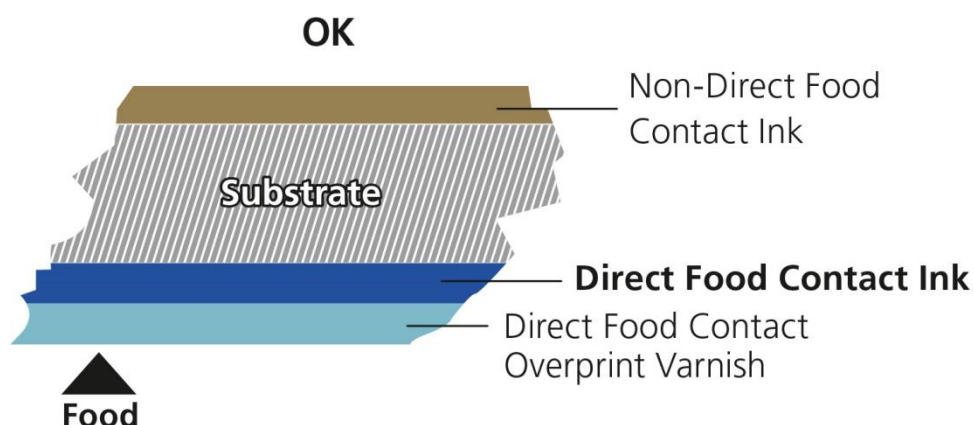 OK
Non-Direct Food
Contact Ink
Substrate
Direct Food Contact Ink
Direct Food Contact
Overprint Varnish
Food